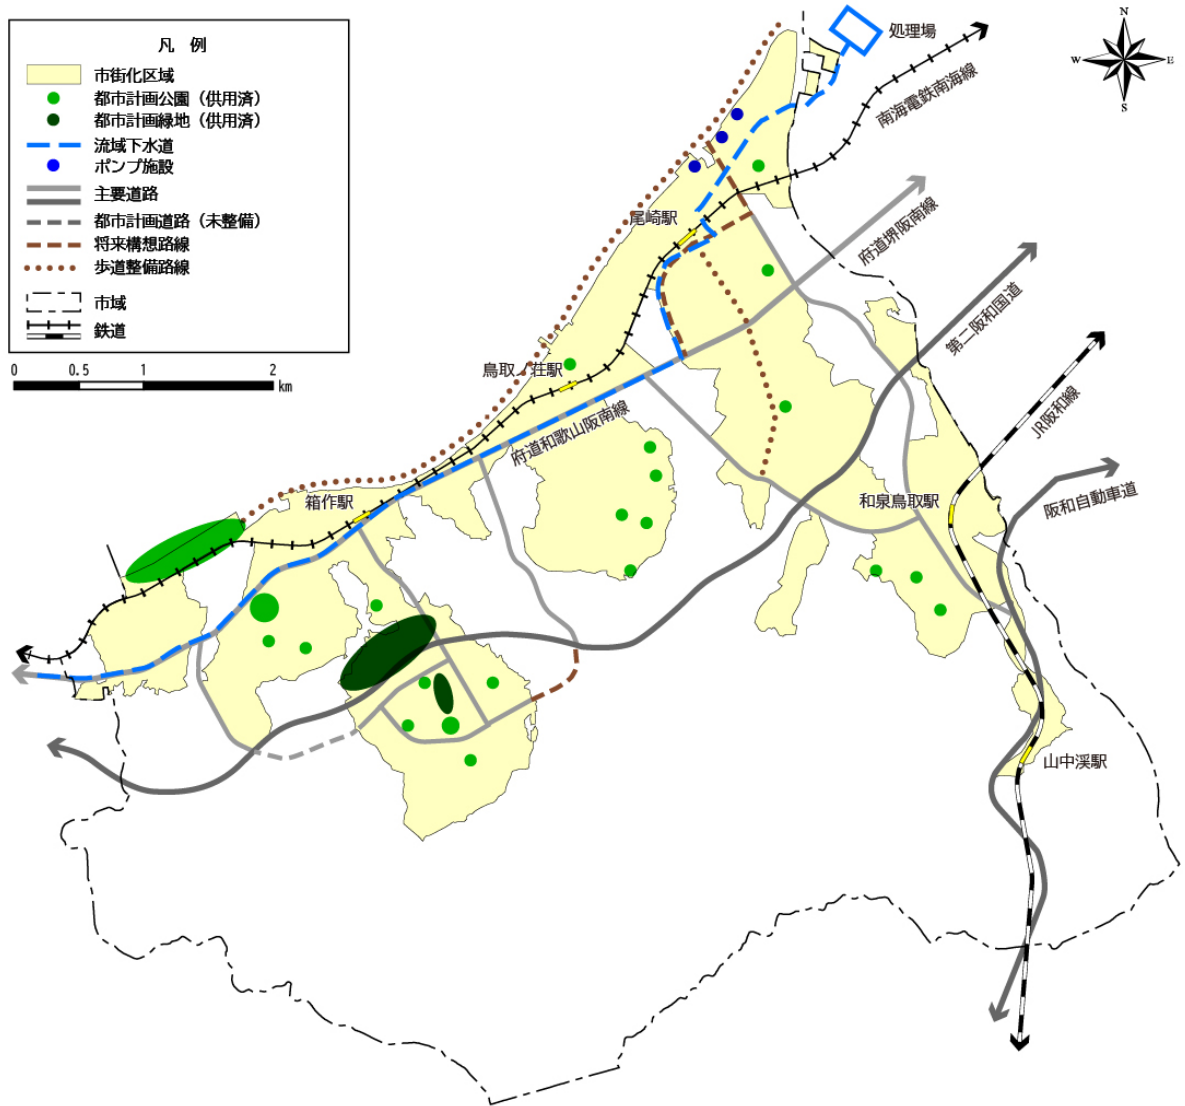 凡 例
市街化区域
都市計画公園（供用済）
都市計画緑地（供用済）
流域下水道
ポンプ施設
主要道路
都市計画道路（未整備）
将来構想路線
歩道整備路線
市域
鉄道
0 0.5 1 2 km
N
W E
S
処理場
南海電鉄南海線
尾崎駅
府道堺阪南線
第二阪和国道
鳥取ノ荘駅
JR阪和線
府道和歌山阪南線
箱作駅
和泉鳥取駅
阪和自動車道
山中渓駅